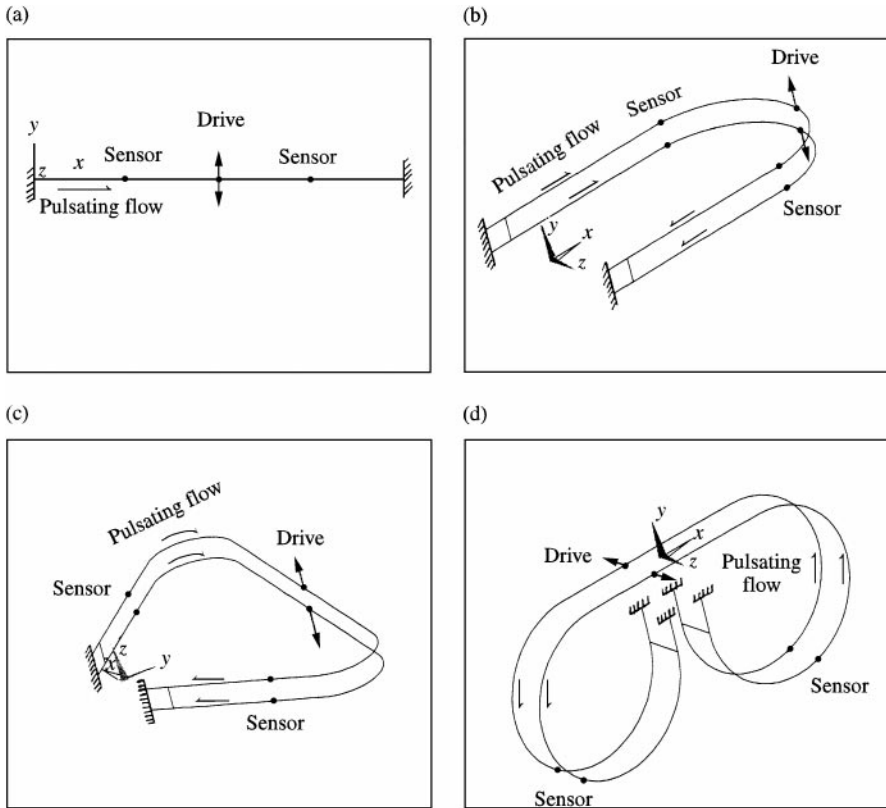 (a)
y
z
x
Sensor
Drive
Sensor
Pulsating flow
(b)
Drive
Sensor
Pulsating flow
y
x
z
Sensor
(c)
Pulsating flow
Drive
Sensor
z
x
y
Sensor
(d)
y
x
Drive
z
Pulsating
flow
Sensor
Sensor